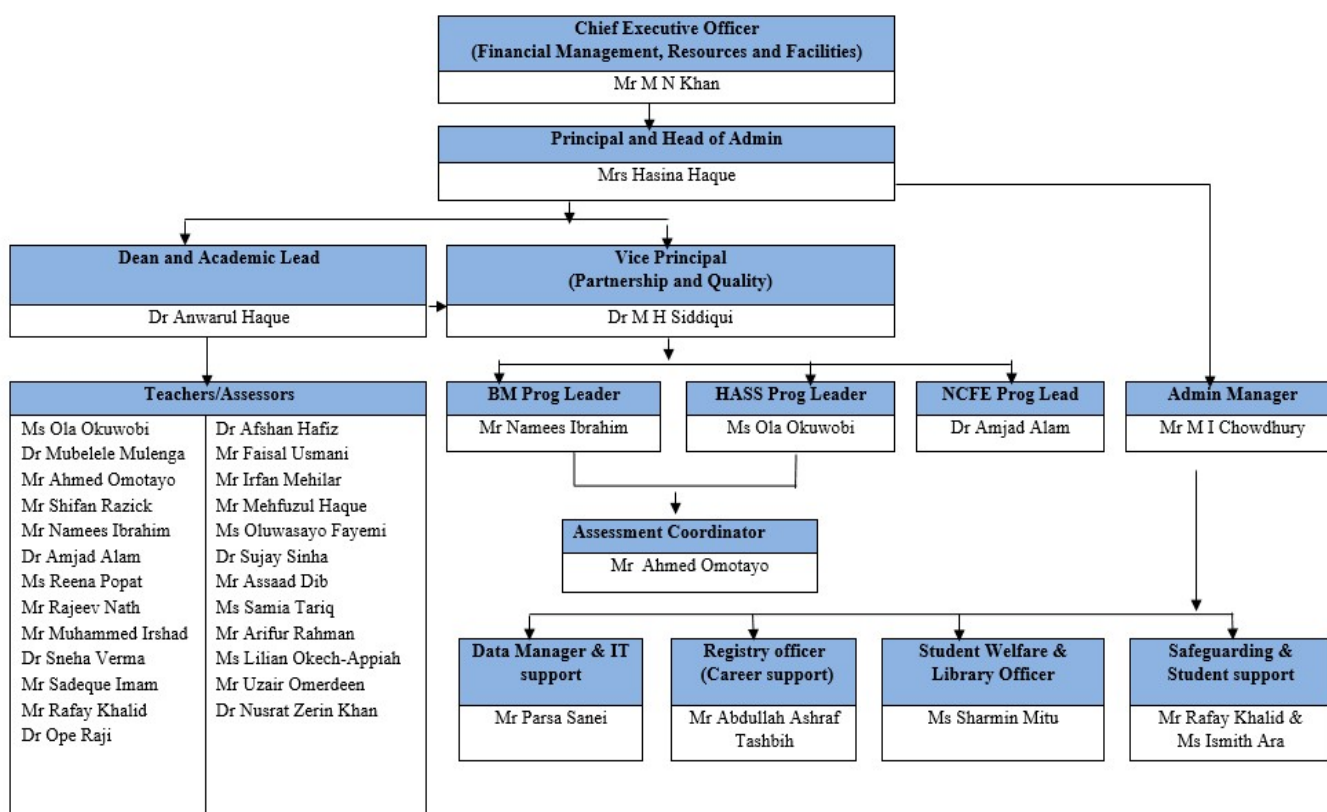 Chief Executive Officer
(Financial Management, Resources and Facilities)
Mr M N Khan
Principal and Head of Admin
Mrs Hasina Haque
Dean and Academic Lead
Dr Anwarul Haque
Vice Principal
(Partnership and Quality)
Dr M H Siddiqui
Teachers/Assessors
Ms Ola Okuwobi
Dr Mubelele Mulenga
Mr Ahmed Omotayo
Mr Shifan Razick
Mr Namees Ibrahim
Dr Amjad Alam
Ms Reena Popat
Mr Rajeev Nath
Mr Muhammed Irshad
Dr Sneha Verma
Mr Sadeque Imam
Mr Rafay Khalid
Dr Ope Raji
Dr Afshan Hafiz
Mr Faisal Usmani
Mr Irfan Mehilar
Mr Mehfuzul Haque
Ms Oluwasayo Fayemi
Dr Sujay Sinha
Mr Assaad Dib
Ms Samia Tariq
Mr Arifur Rahman
Ms Lilian Okech-Appiah
Mr Uzair Omerdeen
Dr Nusrat Zerin Khan
BM Prog Leader
Mr Namees Ibrahim
HASS Prog Leader
Ms Ola Okuwobi
NCFE Prog Lead
Dr Amjad Alam
Admin Manager
Mr M I Chowdhury
Assessment Coordinator
Mr Ahmed Omotayo
Data Manager & IT
support
Mr Parsa Sanei
Registry officer
(Career support)
Mr Abdullah Ashraf
Tashbih
Student Welfare &
Library Officer
Ms Sharmin Mitu
Safeguarding &
Student support
Mr Rafay Khalid &
Ms Ismith Ara